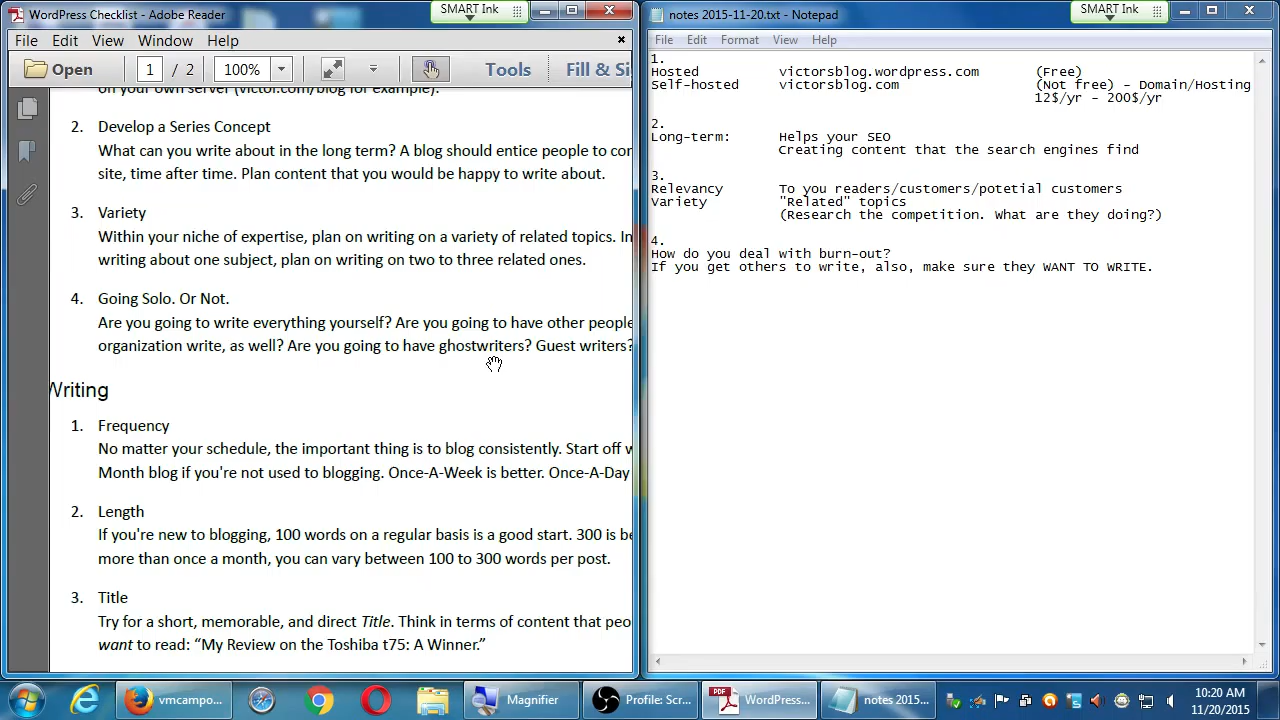 WordPress Checklist - Adobe Reader
SMART Ink
File Edit View Window Help
Open 1 / 2 100% Tools Fill & Si
on your own server (victor.com/blog for example).
2. Develop a Series Concept
What can you write about in the long term? A blog should entice people to cor
site, time after time. Plan content that you would be happy to write about.
3. Variety
Within your niche of expertise, plan on writing on a variety of related topics. In
writing about one subject, plan on writing on two to three related ones.
4. Going Solo. Or Not.
Are you going to write everything yourself? Are you going to have other people
organization write, as well? Are you going to have ghostwriters? Guest writers?
Writing
1. Frequency
No matter your schedule, the important thing is to blog consistently. Start off w
Month blog if you're not used to blogging. Once-A-Week is better. Once-A-Day
2. Length
If you're new to blogging, 100 words on a regular basis is a good start. 300 is be
more than once a month, you can vary between 100 to 300 words per post.
3. Title
Try for a short, memorable, and direct Title. Think in terms of content that peo
want to read: “My Review on the Toshiba t75: A Winner.”
notes 2015-11-20.txt - Notepad
SMART Ink
File Edit Format View Help
1.
Hosted victorsblog.wordpress.com (Free)
Self-hosted victorsblog.com (Not free) - Domain/Hosting
12$/yr - 200$/yr
2.
Long-term: Helps your SEO
Creating content that the search engines find
3.
Relevancy To you readers/customers/potetial customers
Variety "Related" topics
(Research the competition. What are they doing?)
4.
How do you deal with burn-out?
If you get others to write, also, make sure they WANT TO WRITE.
vmcampo... Magnifier Profile: Scr... WordPress... notes 2015...
10:20 AM
11/20/2015